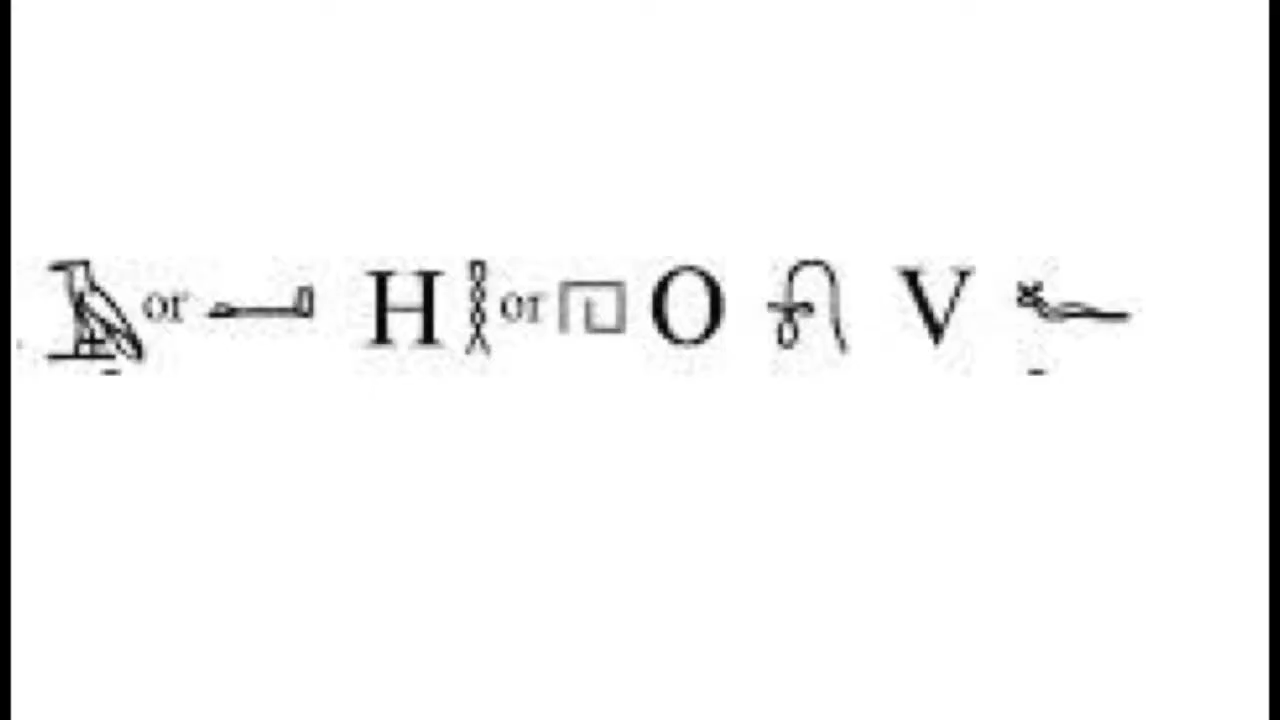 𓄿 or 𓂝 H 𓎛 or 𓉔 O 𓍯 V 𓆑